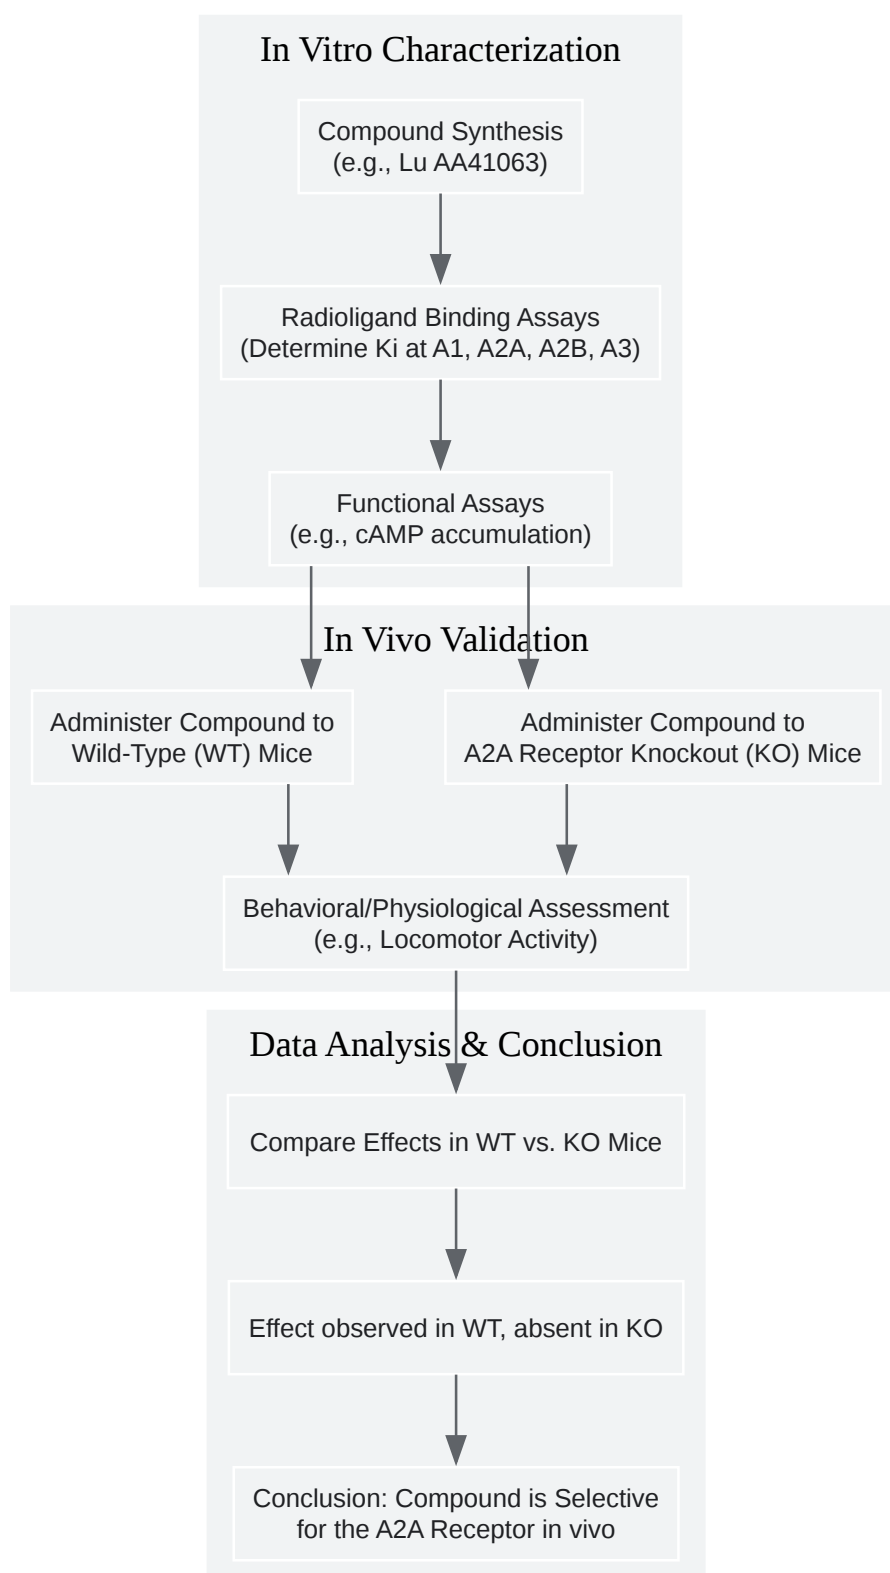 In Vitro Characterization
Compound Synthesis
(e.g., Lu AA41063)
Radioligand Binding Assays
(Determine Ki at A1, A2A, A2B, A3)
Functional Assays
(e.g., cAMP accumulation)
In Vivo Validation
Administer Compound to
Wild-Type (WT) Mice
Administer Compound to
A2A Receptor Knockout (KO) Mice
Behavioral/Physiological Assessment
(e.g., Locomotor Activity)
Data Analysis & Conclusion
Compare Effects in WT vs. KO Mice
Effect observed in WT, absent in KO
Conclusion: Compound is Selective
for the A2A Receptor in vivo